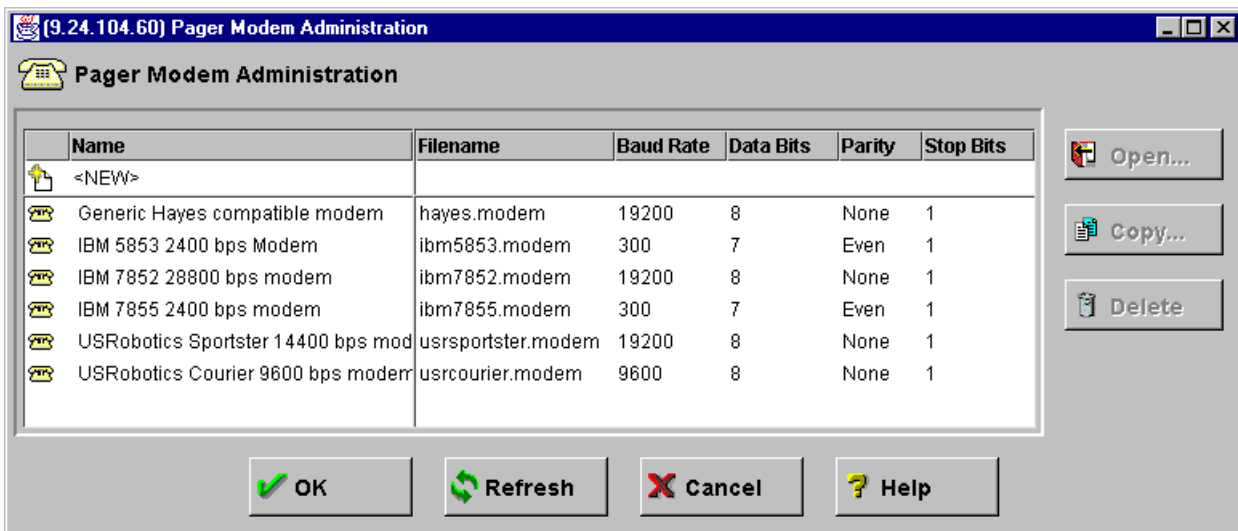 (9.24.104.60) Pager Modem Administration
Pager Modem Administration
Name Filename Baud Rate Data Bits Parity Stop Bits
<NEW>
Generic Hayes compatible modem hayes.modem 19200 8 None 1
IBM 5853 2400 bps Modem ibm5853.modem 300 7 Even 1
IBM 7852 28800 bps modem ibm7852.modem 19200 8 None 1
IBM 7855 2400 bps modem ibm7855.modem 300 7 Even 1
USRobotics Sportster 14400 bps mod usrsportster.modem 19200 8 None 1
USRobotics Courier 9600 bps modem usrcourier.modem 9600 8 None 1
Open...
Copy...
Delete
OK Refresh Cancel Help